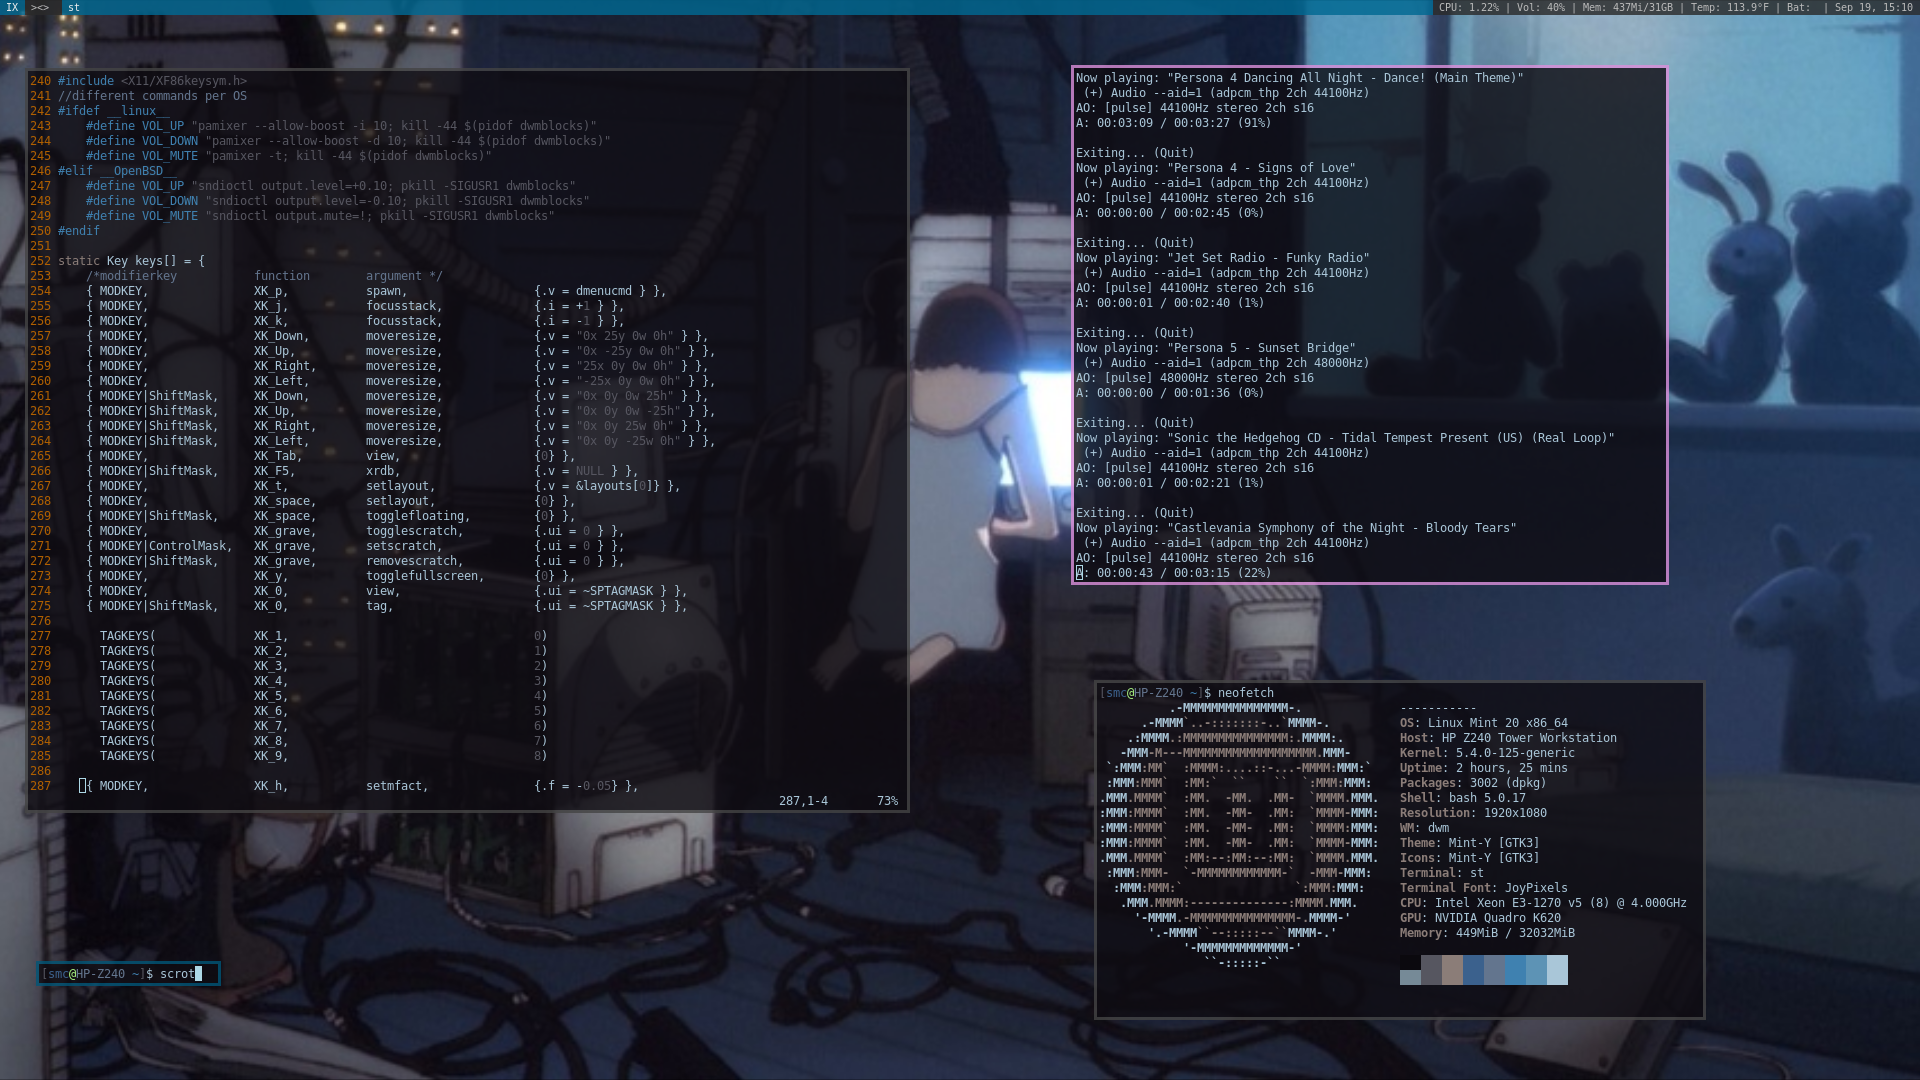 IX ><> st CPU: 1.22% | Vol: 40% | Mem: 437Mi/31GB | Temp: 113.9°F | Bat:  | Sep 19, 15:10
240 #include <X11/XF86keysym.h>
241 //different commands per OS
242 #ifdef __linux__
243     #define VOL_UP "pamixer --allow-boost -i 10; kill -44 $(pidof dwmblocks)"
244     #define VOL_DOWN "pamixer --allow-boost -d 10; kill -44 $(pidof dwmblocks)"
245     #define VOL_MUTE "pamixer -t; kill -44 $(pidof dwmblocks)"
246 #elif __OpenBSD__
247     #define VOL_UP "sndioctl output.level=+0.10; pkill -SIGUSR1 dwmblocks"
248     #define VOL_DOWN "sndioctl output.level=-0.10; pkill -SIGUSR1 dwmblocks"
249     #define VOL_MUTE "sndioctl output.mute=!; pkill -SIGUSR1 dwmblocks"
250 #endif
251
252 static Key keys[] = {
253     /*modifierkey           function        argument */
254     { MODKEY,               XK_p,           spawn,                  {.v = dmenucmd } },
255     { MODKEY,               XK_j,           focusstack,             {.i = +1 } },
256     { MODKEY,               XK_k,           focusstack,             {.i = -1 } },
257     { MODKEY,               XK_Down,        moveresize,             {.v = "0x 25y 0w 0h" } },
258     { MODKEY,               XK_Up,          moveresize,             {.v = "0x -25y 0w 0h" } },
259     { MODKEY,               XK_Right,       moveresize,             {.v = "25x 0y 0w 0h" } },
260     { MODKEY,               XK_Left,        moveresize,             {.v = "-25x 0y 0w 0h" } },
261     { MODKEY|ShiftMask,     XK_Down,        moveresize,             {.v = "0x 0y 0w 25h" } },
262     { MODKEY|ShiftMask,     XK_Up,          moveresize,             {.v = "0x 0y 0w -25h" } },
263     { MODKEY|ShiftMask,     XK_Right,       moveresize,             {.v = "0x 0y 25w 0h" } },
264     { MODKEY|ShiftMask,     XK_Left,        moveresize,             {.v = "0x 0y -25w 0h" } },
265     { MODKEY,               XK_Tab,         view,                   {0} },
266     { MODKEY|ShiftMask,     XK_F5,          xrdb,                   {.v = NULL } },
267     { MODKEY,               XK_t,           setlayout,              {.v = &layouts[0]} },
268     { MODKEY,               XK_space,       setlayout,              {0} },
269     { MODKEY|ShiftMask,     XK_space,       togglefloating,         {0} },
270     { MODKEY,               XK_grave,       togglescratch,          {.ui = 0 } },
271     { MODKEY|ControlMask,   XK_grave,       setscratch,             {.ui = 0 } },
272     { MODKEY|ShiftMask,     XK_grave,       removescratch,          {.ui = 0 } },
273     { MODKEY,               XK_y,           togglefullscreen,       {0} },
274     { MODKEY,               XK_0,           view,                   {.ui = ~SPTAGMASK } },
275     { MODKEY|ShiftMask,     XK_0,           tag,                    {.ui = ~SPTAGMASK } },
276
277       TAGKEYS(              XK_1,                                   0)
278       TAGKEYS(              XK_2,                                   1)
279       TAGKEYS(              XK_3,                                   2)
280       TAGKEYS(              XK_4,                                   3)
281       TAGKEYS(              XK_5,                                   4)
282       TAGKEYS(              XK_6,                                   5)
283       TAGKEYS(              XK_7,                                   6)
284       TAGKEYS(              XK_8,                                   7)
285       TAGKEYS(              XK_9,                                   8)
286
287     { MODKEY,               XK_h,           setmfact,               {.f = -0.05} },
287,1-4       73%
Now playing: "Persona 4 Dancing All Night - Dance! (Main Theme)"
 (+) Audio --aid=1 (adpcm_thp 2ch 44100Hz)
AO: [pulse] 44100Hz stereo 2ch s16
A: 00:03:09 / 00:03:27 (91%)
Exiting... (Quit)
Now playing: "Persona 4 - Signs of Love"
 (+) Audio --aid=1 (adpcm_thp 2ch 44100Hz)
AO: [pulse] 44100Hz stereo 2ch s16
A: 00:00:00 / 00:02:45 (0%)
Exiting... (Quit)
Now playing: "Jet Set Radio - Funky Radio"
 (+) Audio --aid=1 (adpcm_thp 2ch 44100Hz)
AO: [pulse] 44100Hz stereo 2ch s16
A: 00:00:01 / 00:02:40 (1%)
Exiting... (Quit)
Now playing: "Persona 5 - Sunset Bridge"
 (+) Audio --aid=1 (adpcm_thp 2ch 48000Hz)
AO: [pulse] 48000Hz stereo 2ch s16
A: 00:00:00 / 00:01:36 (0%)
Exiting... (Quit)
Now playing: "Sonic the Hedgehog CD - Tidal Tempest Present (US) (Real Loop)"
 (+) Audio --aid=1 (adpcm_thp 2ch 44100Hz)
AO: [pulse] 44100Hz stereo 2ch s16
A: 00:00:01 / 00:02:21 (1%)
Exiting... (Quit)
Now playing: "Castlevania Symphony of the Night - Bloody Tears"
 (+) Audio --aid=1 (adpcm_thp 2ch 44100Hz)
AO: [pulse] 44100Hz stereo 2ch s16
A: 00:00:43 / 00:03:15 (22%)
[smc@HP-Z240 ~]$ neofetch
-----------
OS: Linux Mint 20 x86_64
Host: HP Z240 Tower Workstation
Kernel: 5.4.0-125-generic
Uptime: 2 hours, 25 mins
Packages: 3002 (dpkg)
Shell: bash 5.0.17
Resolution: 1920x1080
WM: dwm
Theme: Mint-Y [GTK3]
Icons: Mint-Y [GTK3]
Terminal: st
Terminal Font: JoyPixels
CPU: Intel Xeon E3-1270 v5 (8) @ 4.000GHz
GPU: NVIDIA Quadro K620
Memory: 449MiB / 32032MiB
[smc@HP-Z240 ~]$ scrot